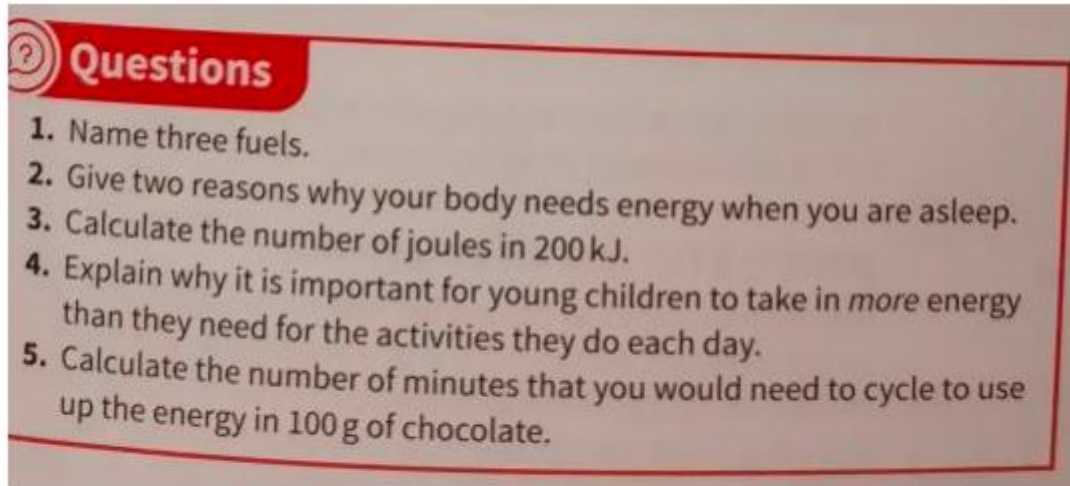 Questions
1. Name three fuels.
2. Give two reasons why your body needs energy when you are asleep.
3. Calculate the number of joules in 200 kJ.
4. Explain why it is important for young children to take in more energy
than they need for the activities they do each day.
5. Calculate the number of minutes that you would need to cycle to use
up the energy in 100 g of chocolate.